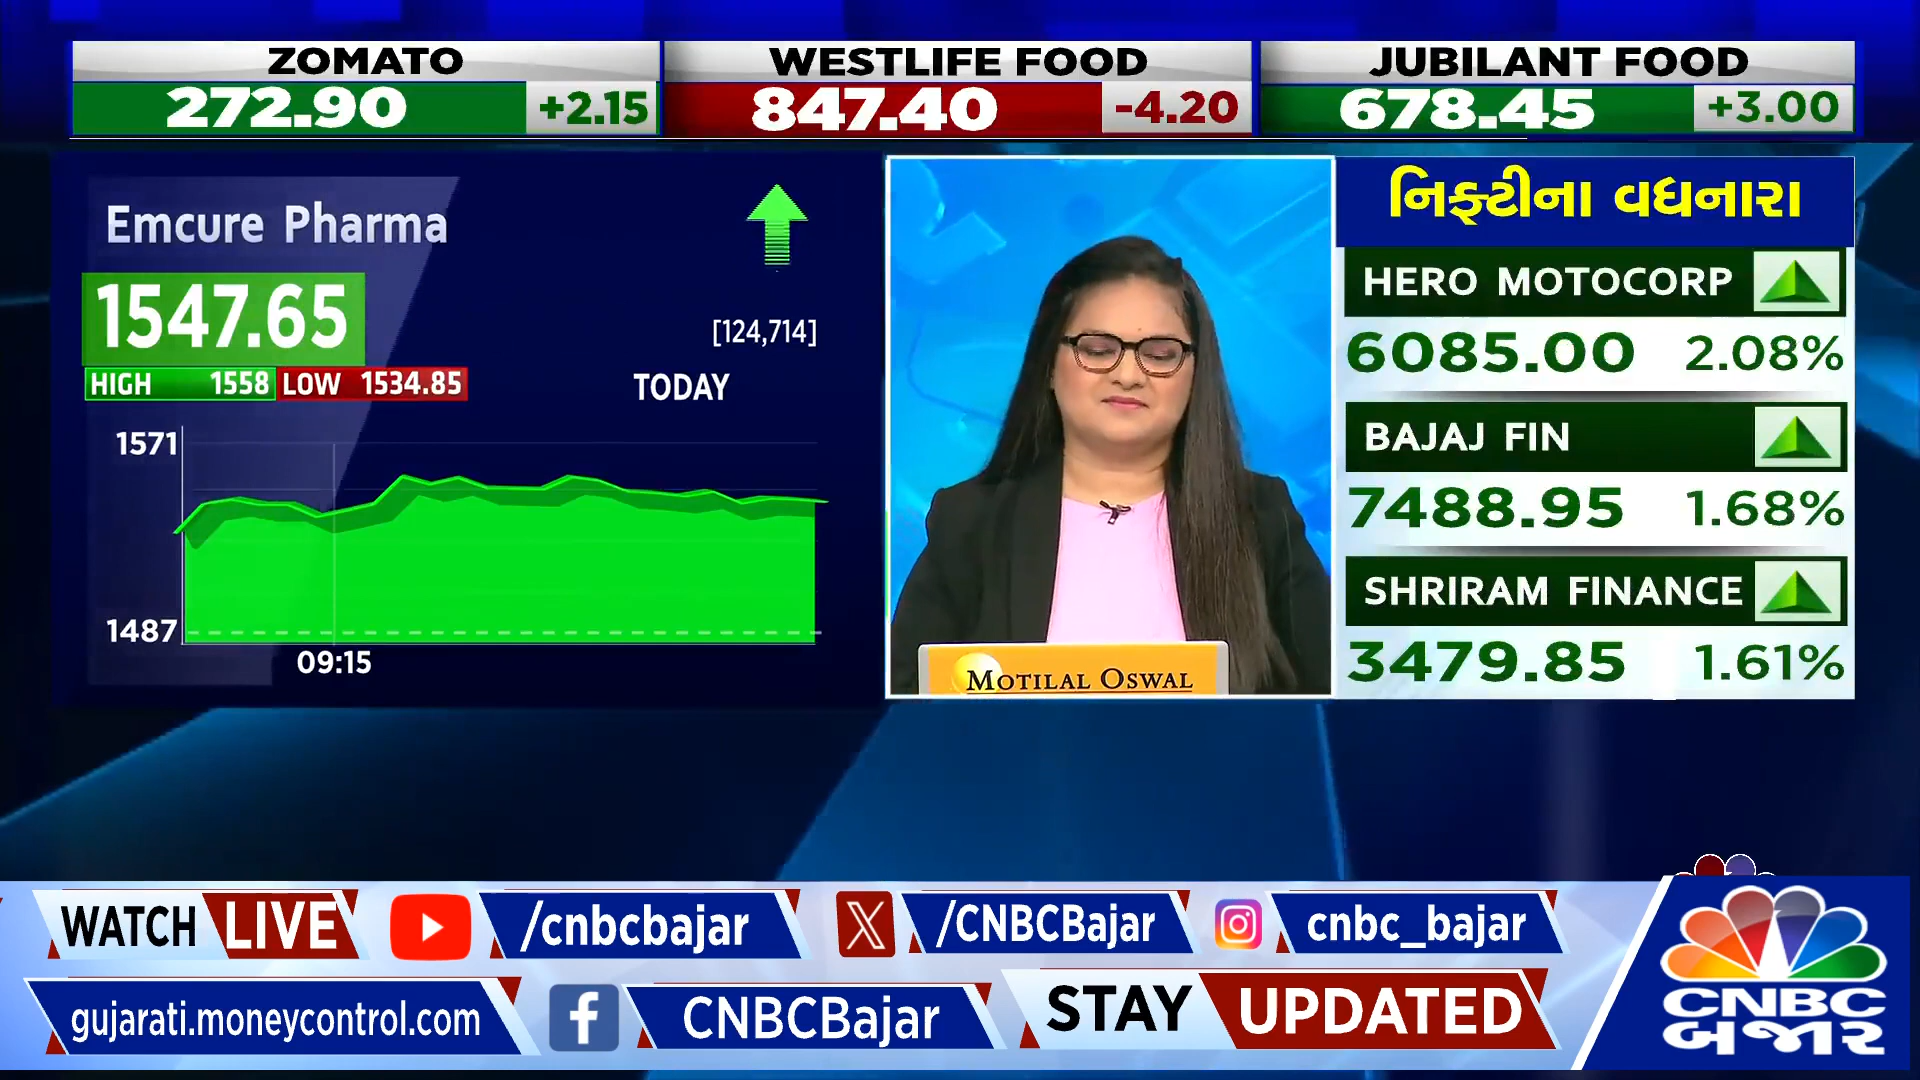 ZOMATO
272.90 +2.15
WESTLIFE FOOD
847.40 -4.20
JUBILANT FOOD
678.45 +3.00
Emcure Pharma
1547.65
[124,714]
HIGH 1558 LOW 1534.85
TODAY
1571
1487
09:15
MOTILAL OSWAL
નિફ્ટીના વધનારા
HERO MOTOCORP
6085.00 2.08%
BAJAJ FIN
7488.95 1.68%
SHRIRAM FINANCE
3479.85 1.61%
WATCH LIVE /cnbcbajar /CNBCBajar cnbc_bajar
gujarati.moneycontrol.com CNBCBajar STAY UPDATED
CNBC
બજાર